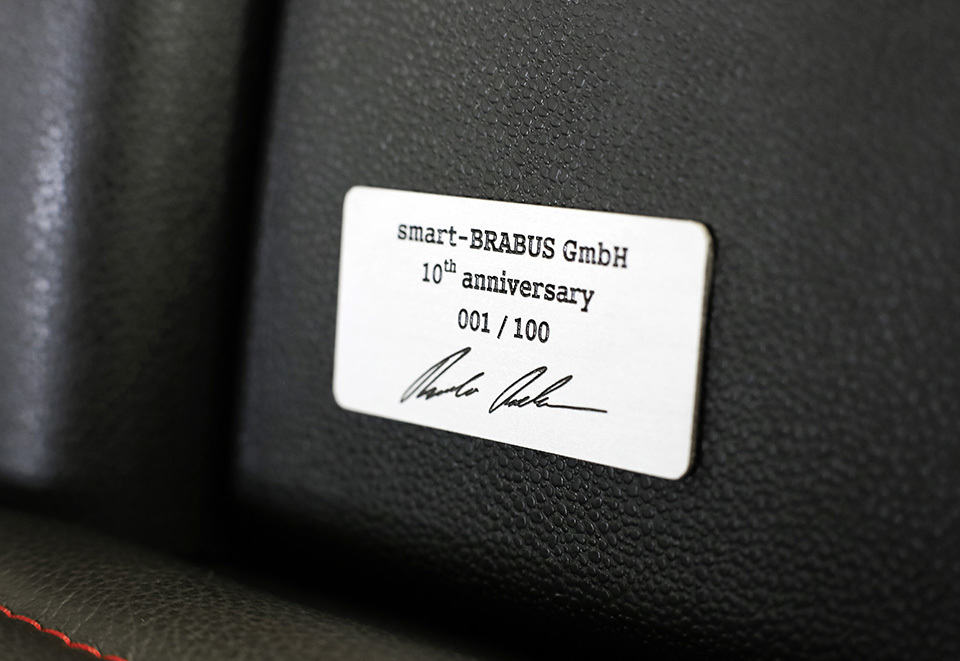 smart-BRABUS GmbH
10th anniversary
001 / 100